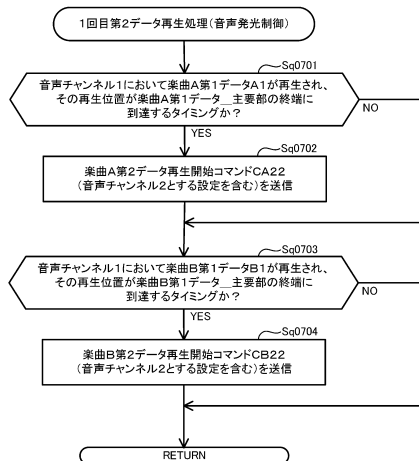 1回目第2データ再生処理(音声発光制御)
Sq0701
音声チャンネル1において楽曲A第1データA1が再生され、
その再生位置が楽曲A第1データ__主要部の終端に
到達するタイミングか?
NO
YES
Sq0702
楽曲A第2データ再生開始コマンドCA22
(音声チャンネル2とする設定を含む)を送信
Sq0703
音声チャンネル1において楽曲B第1データB1が再生され、
その再生位置が楽曲B第1データ__主要部の終端に
到達するタイミングか?
NO
YES
Sq0704
楽曲B第2データ再生開始コマンドCB22
(音声チャンネル2とする設定を含む)を送信
RETURN